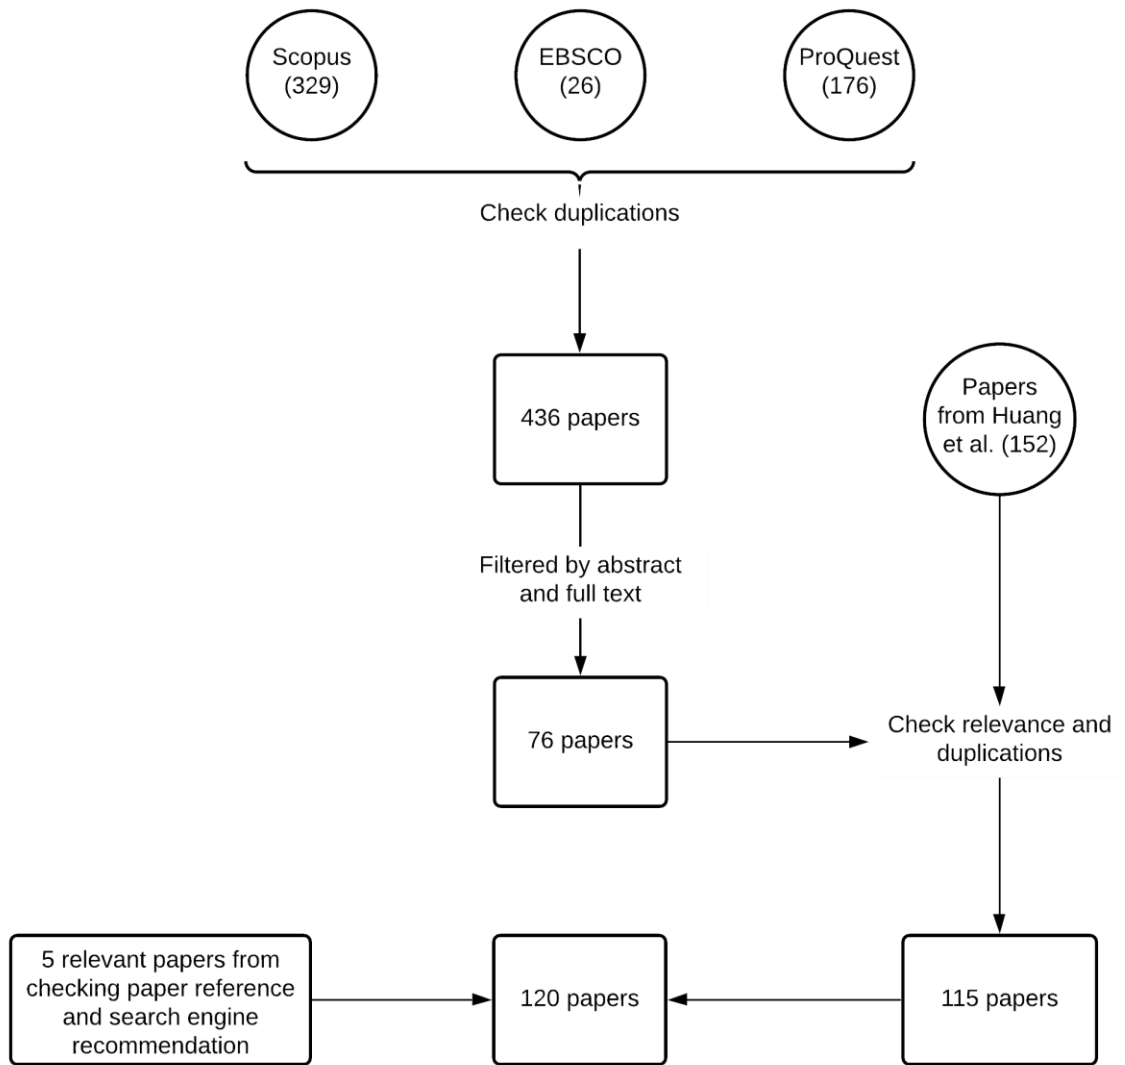 Scopus
(329)
EBSCO
(26)
ProQuest
(176)
Check duplications
436 papers
Papers
from Huang
et al. (152)
Filtered by abstract
and full text
76 papers
Check relevance and
duplications
5 relevant papers from
checking paper reference
and search engine
recommendation
120 papers
115 papers